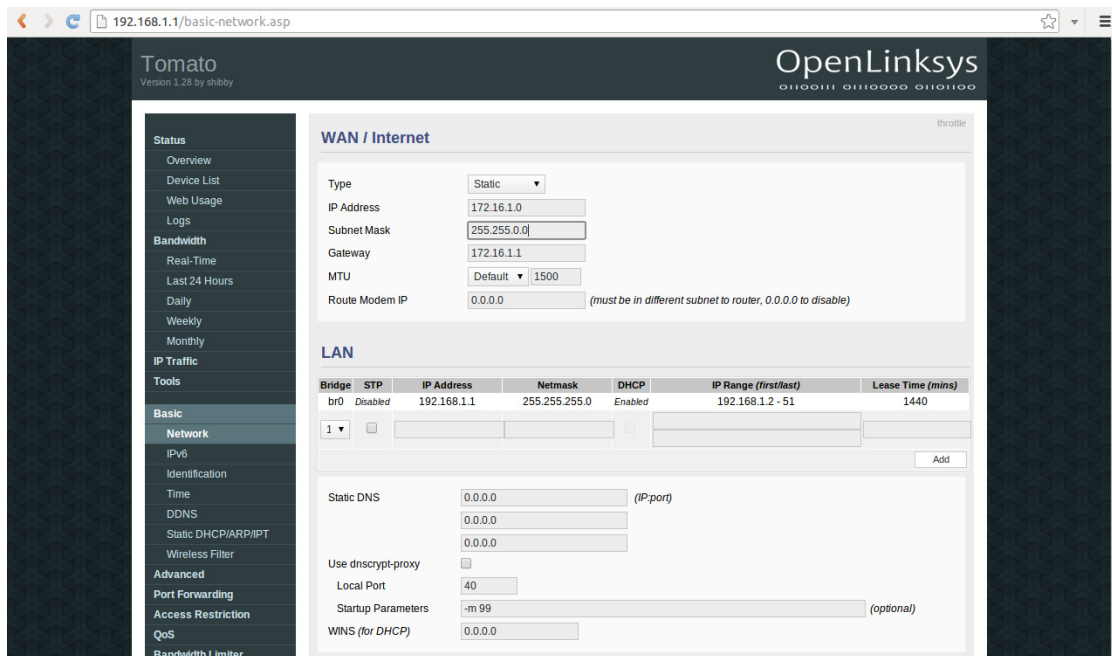 192.168.1.1/basic-network.asp
Tomato
Version 1.28 by shibby
OpenLinksys
01100111 01110000 01101100
throttle
Status
Overview
Device List
Web Usage
Logs
Bandwidth
Real-Time
Last 24 Hours
Daily
Weekly
Monthly
IP Traffic
Tools
Basic
Network
IPv6
Identification
Time
DDNS
Static DHCP/ARP/IPT
Wireless Filter
Advanced
Port Forwarding
Access Restriction
QoS
Bandwidth Limiter
WAN / Internet
Type Static
IP Address 172.16.1.0
Subnet Mask 255.255.0.0
Gateway 172.16.1.1
MTU Default 1500
Route Modem IP 0.0.0.0 (must be in different subnet to router, 0.0.0.0 to disable)
LAN
Bridge STP IP Address Netmask DHCP IP Range (first/last) Lease Time (mins)
br0 Disabled 192.168.1.1 255.255.255.0 Enabled 192.168.1.2 - 51 1440
1
Add
Static DNS 0.0.0.0 (IP:port)
0.0.0.0
0.0.0.0
Use dnscrypt-proxy
Local Port 40
Startup Parameters -m 99 (optional)
WINS (for DHCP) 0.0.0.0